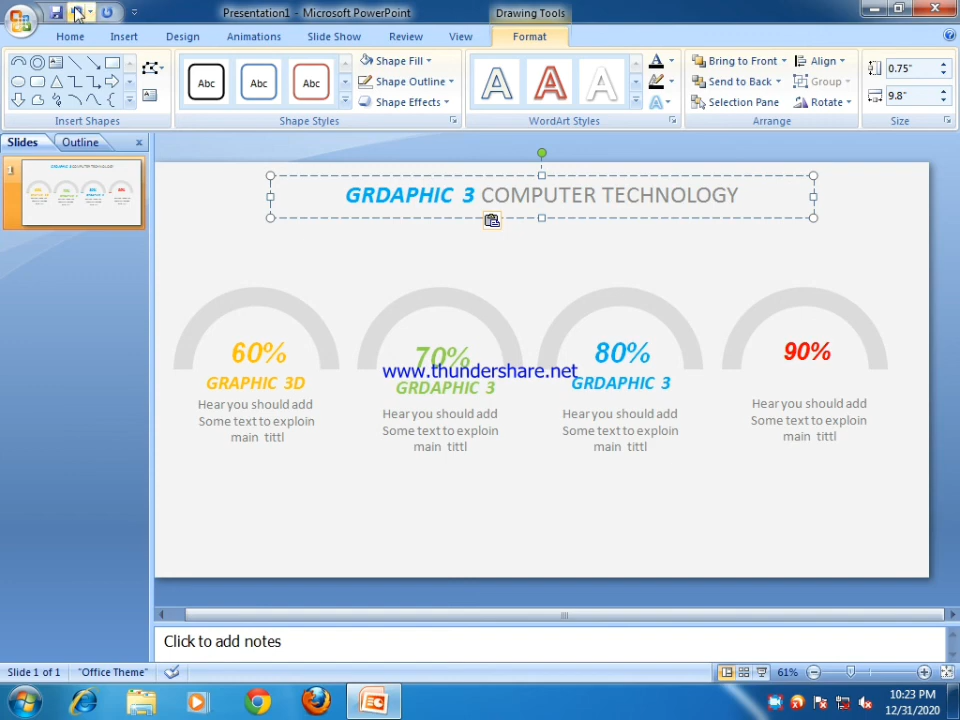 Presentation1 - Microsoft PowerPoint
Drawing Tools
Home
Insert
Design
Animations
Slide Show
Review
View
Format
Abc
Abc
Abc
Shape Fill
Shape Outline
Shape Effects
A
A
A
A
A
Bring to Front
Send to Back
Selection Pane
Align
Group
Rotate
0.75"
9.8"
Insert Shapes
Shape Styles
WordArt Styles
Arrange
Size
Slides
Outline
1
GRDAPHIC 3 COMPUTER TECHNOLOGY
60%
GRAPHIC 3D
Hear you should add
Some text to exploin
main tittl
70%
GRDAPHIC 3
Hear you should add
Some text to exploin
main tittl
80%
GRDAPHIC 3
Hear you should add
Some text to exploin
main tittl
90%
Hear you should add
Some text to exploin
main tittl
www.thundershare.net
Click to add notes
Slide 1 of 1
"Office Theme"
61%
10:23 PM
12/31/2020